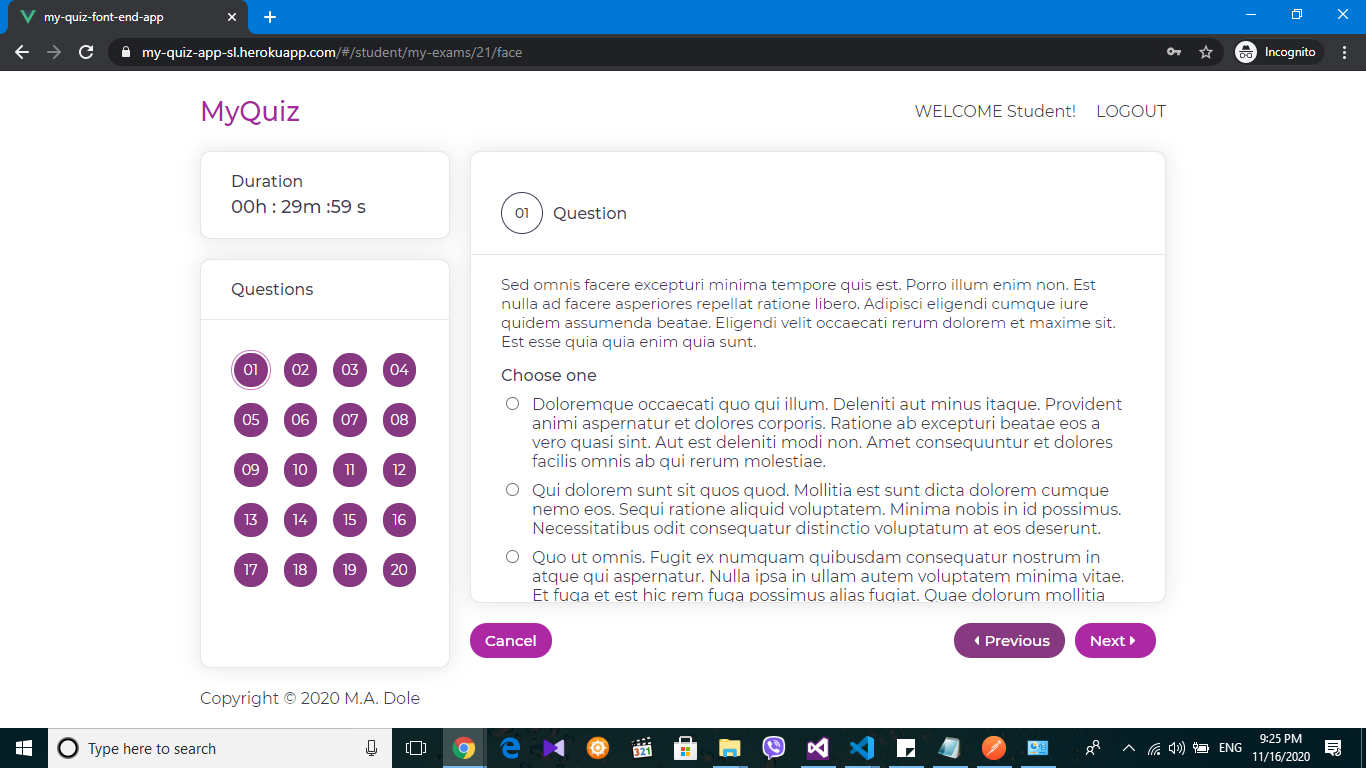 my-quiz-font-end-app
my-quiz-app-sl.herokuapp.com/#/student/my-exams/21/face
Incognito
MyQuiz
WELCOME Student!
LOGOUT
Duration
00h : 29m :59 s
Questions
01 02 03 04
05 06 07 08
09 10 11 12
13 14 15 16
17 18 19 20
01 Question
Sed omnis facere excepturi minima tempore quis est. Porro illum enim non. Est
nulla ad facere asperiores repellat ratione libero. Adipisci eligendi cumque iure
quidem assumenda beatae. Eligendi velit occaecati rerum dolorem et maxime sit.
Est esse quia quia enim quia sunt.
Choose one
Doloremque occaecati quo qui illum. Deleniti aut minus itaque. Provident
animi aspernatur et dolores corporis. Ratione ab excepturi beatae eos a
vero quasi sint. Aut est deleniti modi non. Amet consequuntur et dolores
facilis omnis ab qui rerum molestiae.
Qui dolorem sunt sit quos quod. Mollitia est sunt dicta dolorem cumque
nemo eos. Sequi ratione aliquid voluptatem. Minima nobis in id possimus.
Necessitatibus odit consequatur distinctio voluptatum at eos deserunt.
Quo ut omnis. Fugit ex numquam quibusdam consequatur nostrum in
atque qui aspernatur. Nulla ipsa in ullam autem voluptatem minima vitae.
Et fuga et est hic rem fuga possimus alias fugiat. Quae dolorum mollitia
Cancel
Previous
Next
Copyright © 2020 M.A. Dole
Type here to search
321
ENG
9:25 PM
11/16/2020